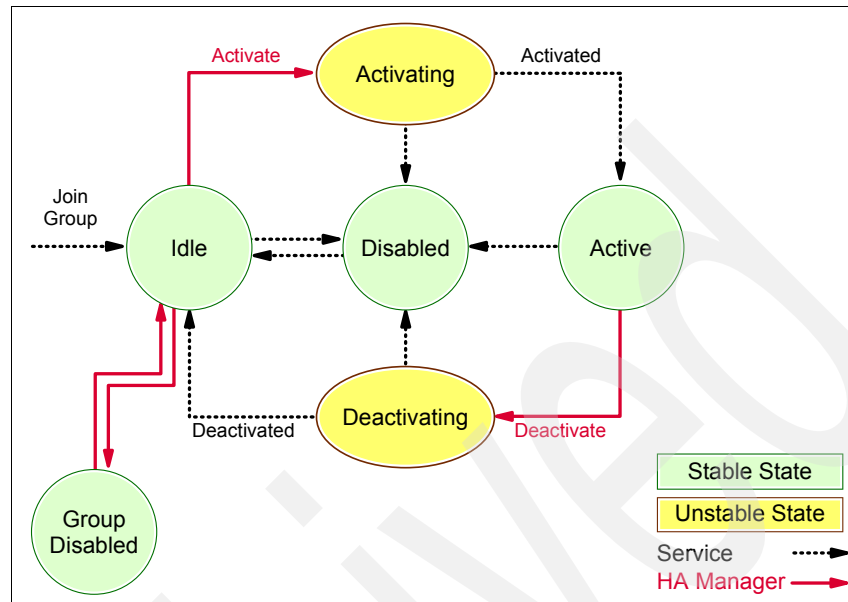 Activate
Activating
Activated
Join
Group
Idle
Disabled
Active
Deactivated
Deactivating
Deactivate
Group
Disabled
Stable State
Unstable State
Service
HA Manager